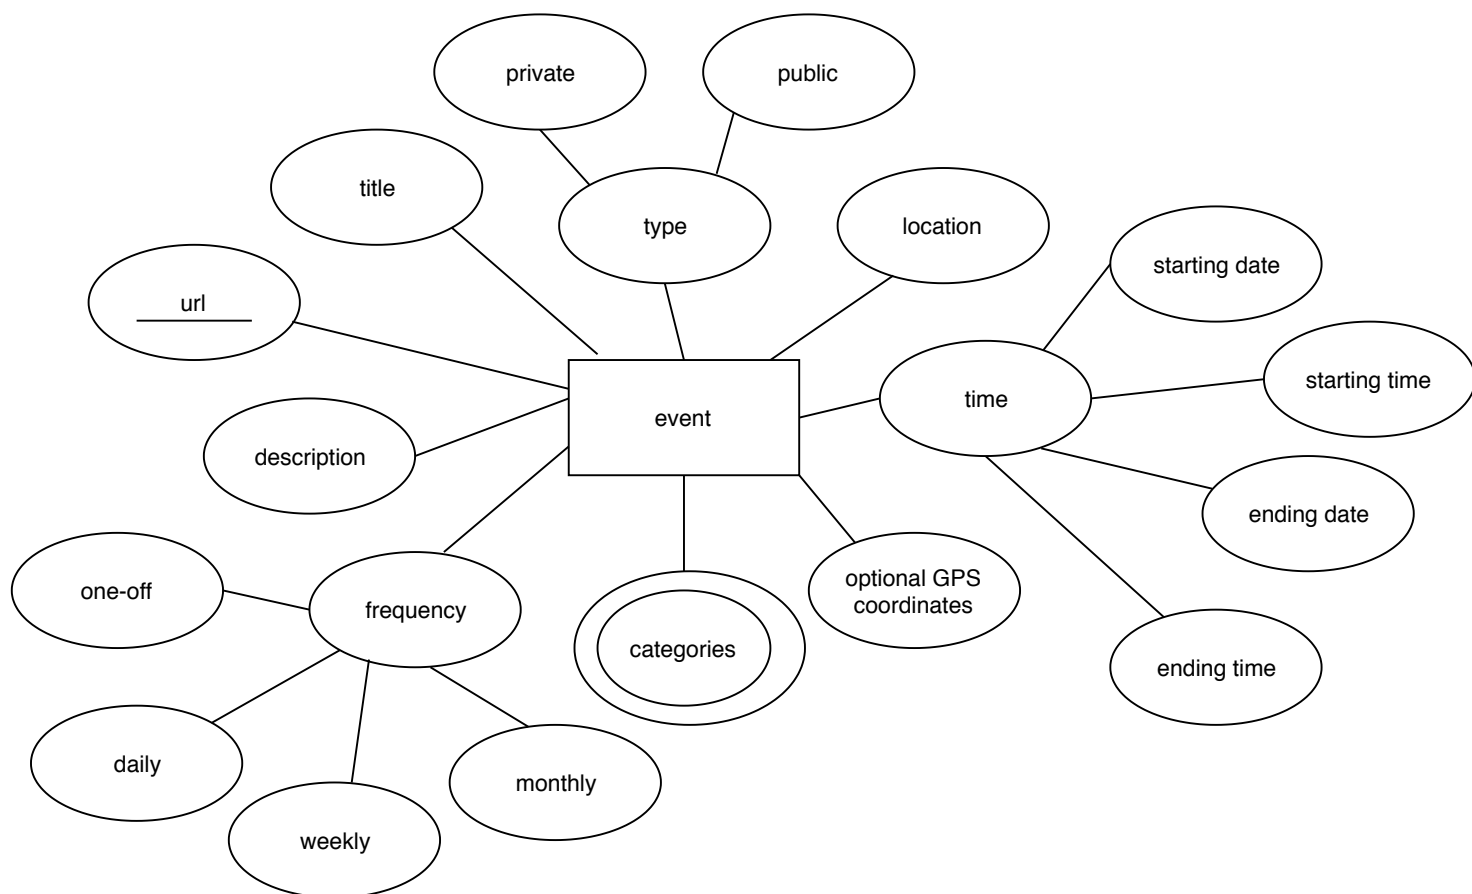 private
public
title
type
location
starting date
url
starting time
time
event
description
ending date
optional GPS
coordinates
one-off
frequency
categories
ending time
daily
monthly
weekly